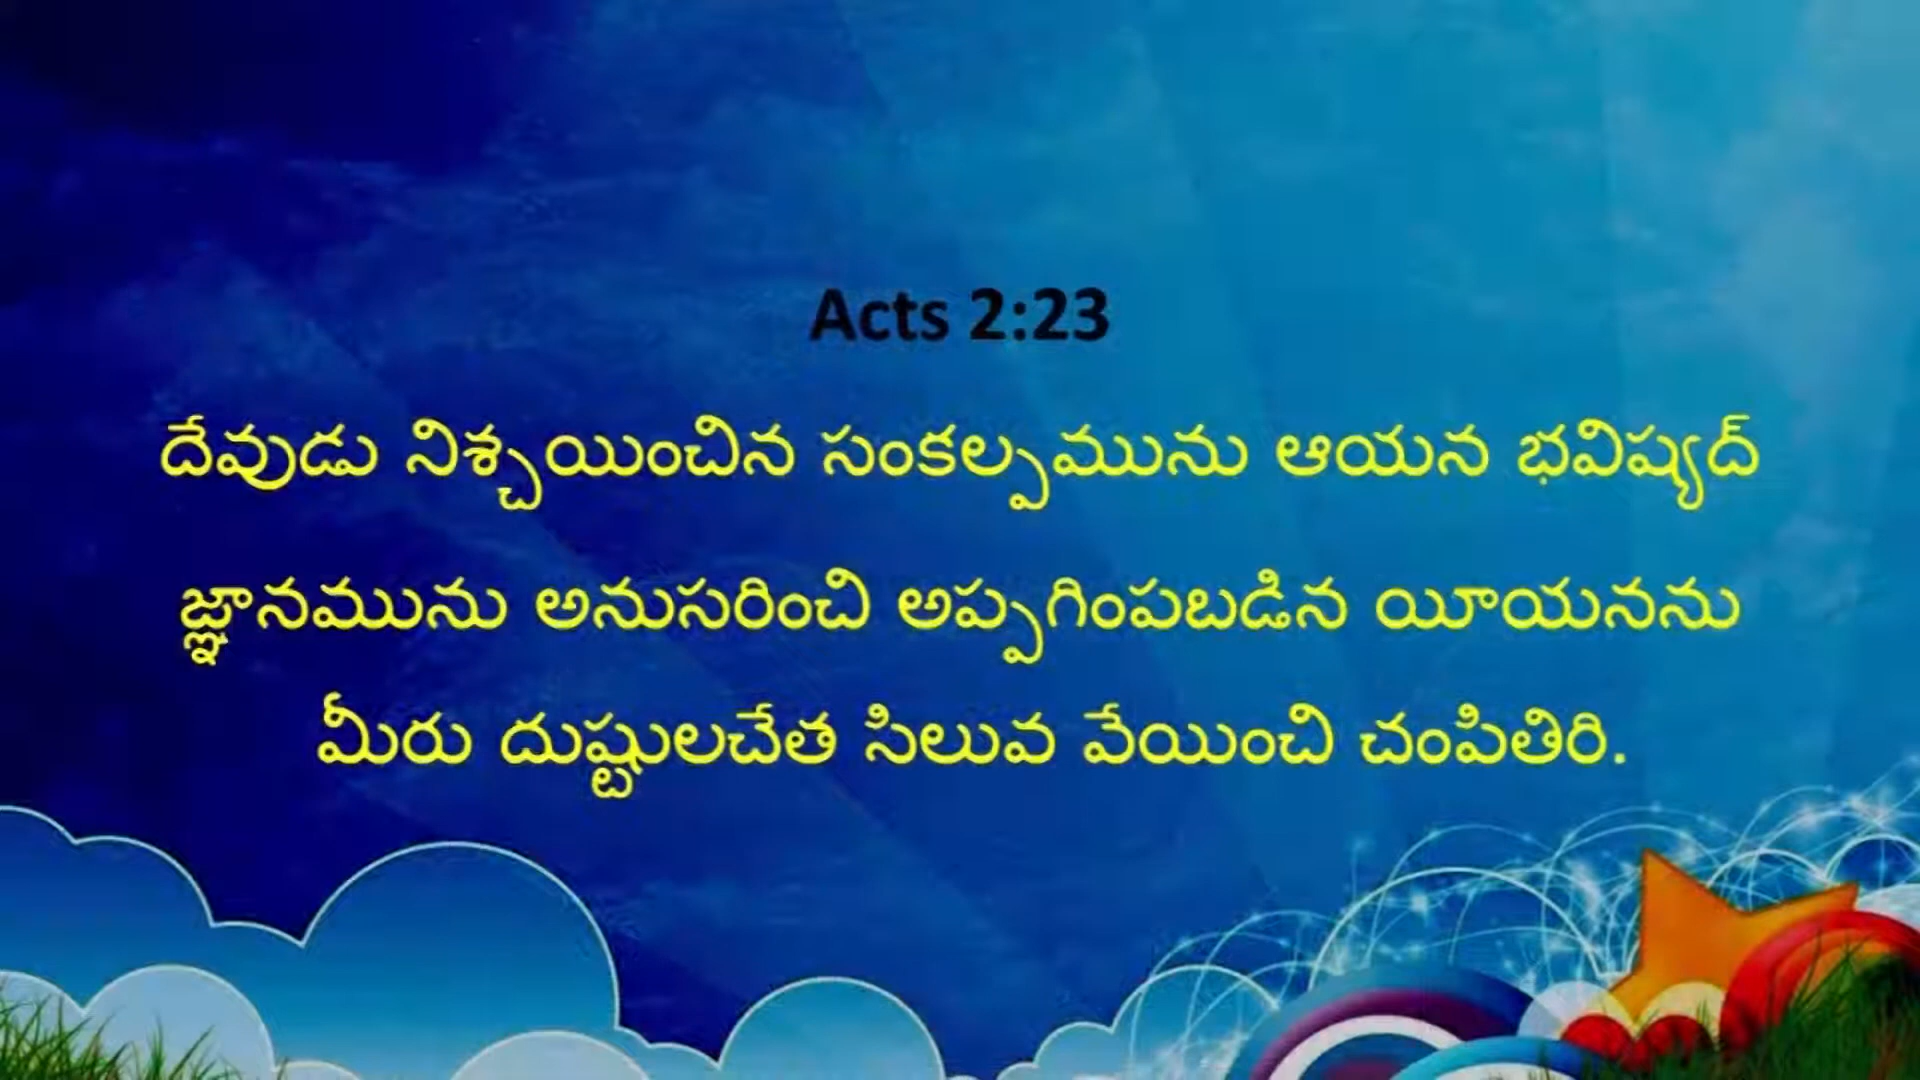 Acts 2:23
దేవుడు నిశ్చయించిన సంకల్పమును ఆయన భవిష్యద్
జ్ఞానమును అనుసరించి అప్పగింపబడిన యీయనను
మీరు దుష్టులచేత సిలువ వేయించి చంపితిరి.